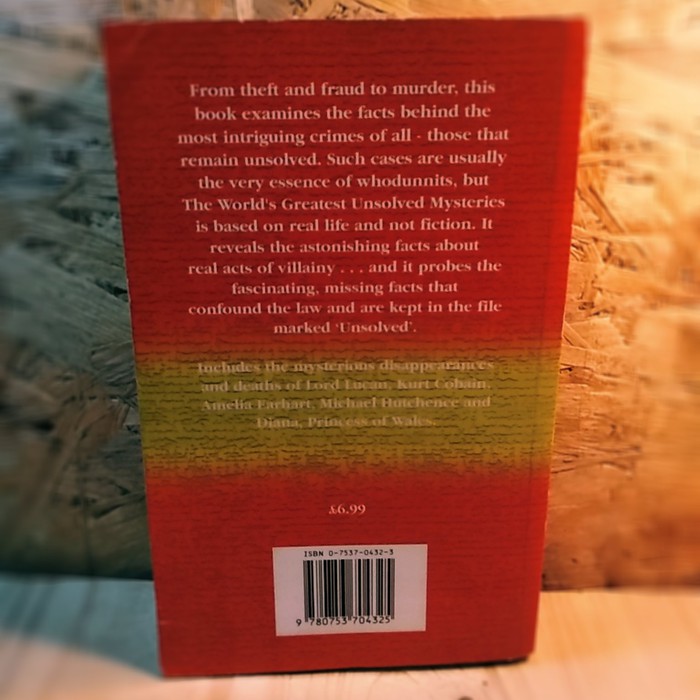 From theft and fraud to murder, this
book examines the facts behind the
most intriguing crimes of all - those that
remain unsolved. Such cases are usually
the very essence of whodunnits, but
The World's Greatest Unsolved Mysteries
is based on real life and not fiction. It
reveals the astonishing facts about
real acts of villainy . . . and it probes the
fascinating, missing facts that
confound the law and are kept in the file
marked 'Unsolved'.
Includes the mysterious disappearances
and deaths of Lord Lucan, Kurt Cobain,
Amelia Earhart, Michael Hutchence and
Diana, Princess of Wales.
£6.99
ISBN 0-7537-0432-3
9 780753 704325